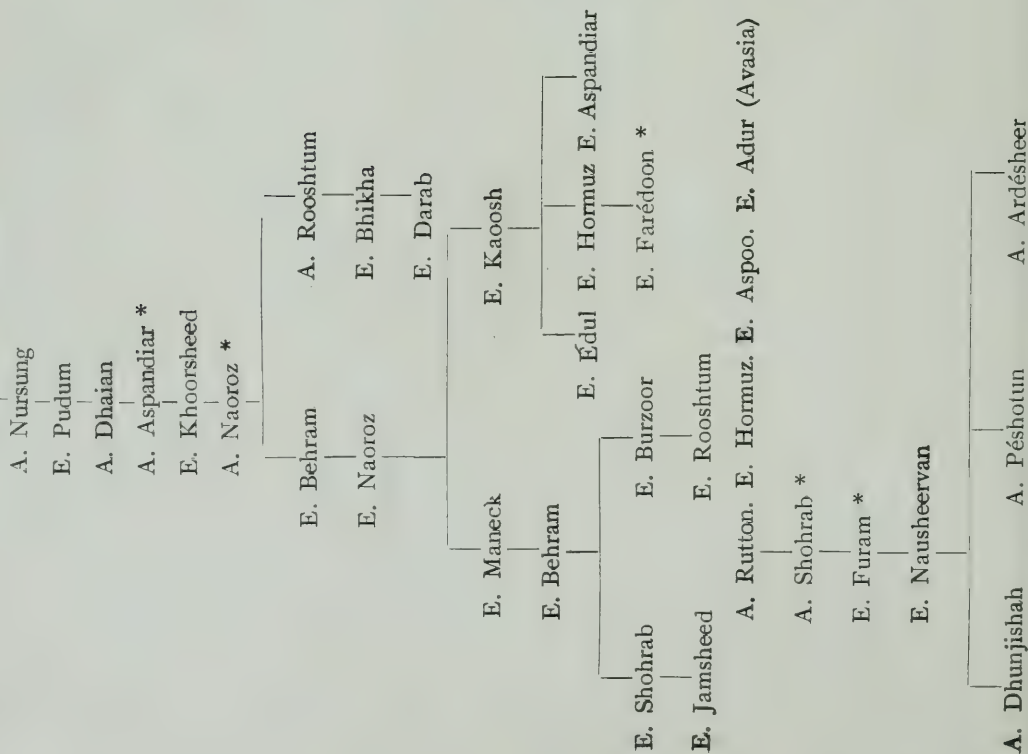 A. Nursung
E. Pudum
A. Dhaian
A. Aspandiar *
E. Khoorsheed
A. Naoroz *
E. Behram A. Rooshtum
E. Naoroz E. Bhikha
E. Darab
E. Maneck E. Kaoosh
E. Behram
E. Édul E. Hormuz E. Aspandiar
E. Farédoon *
E. Shohrab E. Burzoor
E. Jamsheed E. Rooshtum
A. Rutton. E. Hormuz. E. Aspoo. E. Adur (Avasia)
A. Shohrab *
E. Furam *
E. Nausheervan
A. Dhunjishah A. Péshotun A. Ardésheer